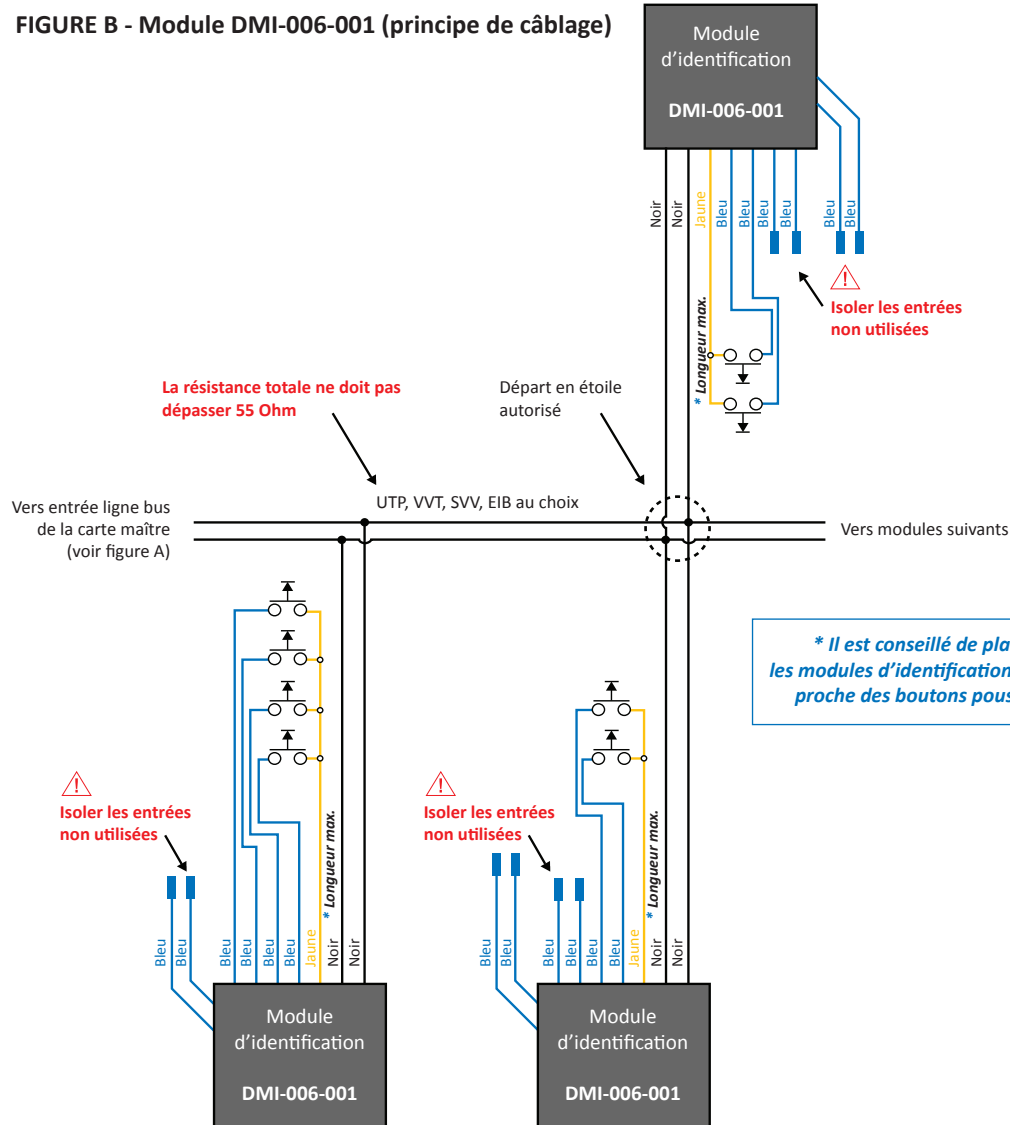 FIGURE B - Module DMI-006-001 (principe de câblage)
Module
d'identification
DMI-006-001
Noir
Noir
Jaune
Bleu
Bleu
Bleu
Bleu
Bleu
Bleu
* Longueur max.
Isoler les entrées
non utilisées
La résistance totale ne doit pas
dépasser 55 Ohm
Départ en étoile
autorisé
UTP, VVT, SVV, EIB au choix
Vers entrée ligne bus
de la carte maître
(voir figure A)
Vers modules suivants
* Il est conseillé de
les modules d'identification
proche des boutons
Isoler les entrées
non utilisées
Bleu
Bleu
Bleu
Bleu
Bleu
Bleu
Jaune
* Longueur max.
Noir
Noir
Module
d'identification
DMI-006-001
Isoler les entrées
non utilisées
Bleu
Bleu
Bleu
Bleu
Bleu
Bleu
Jaune
* Longueur max.
Noir
Noir
Module
d'identification
DMI-006-001